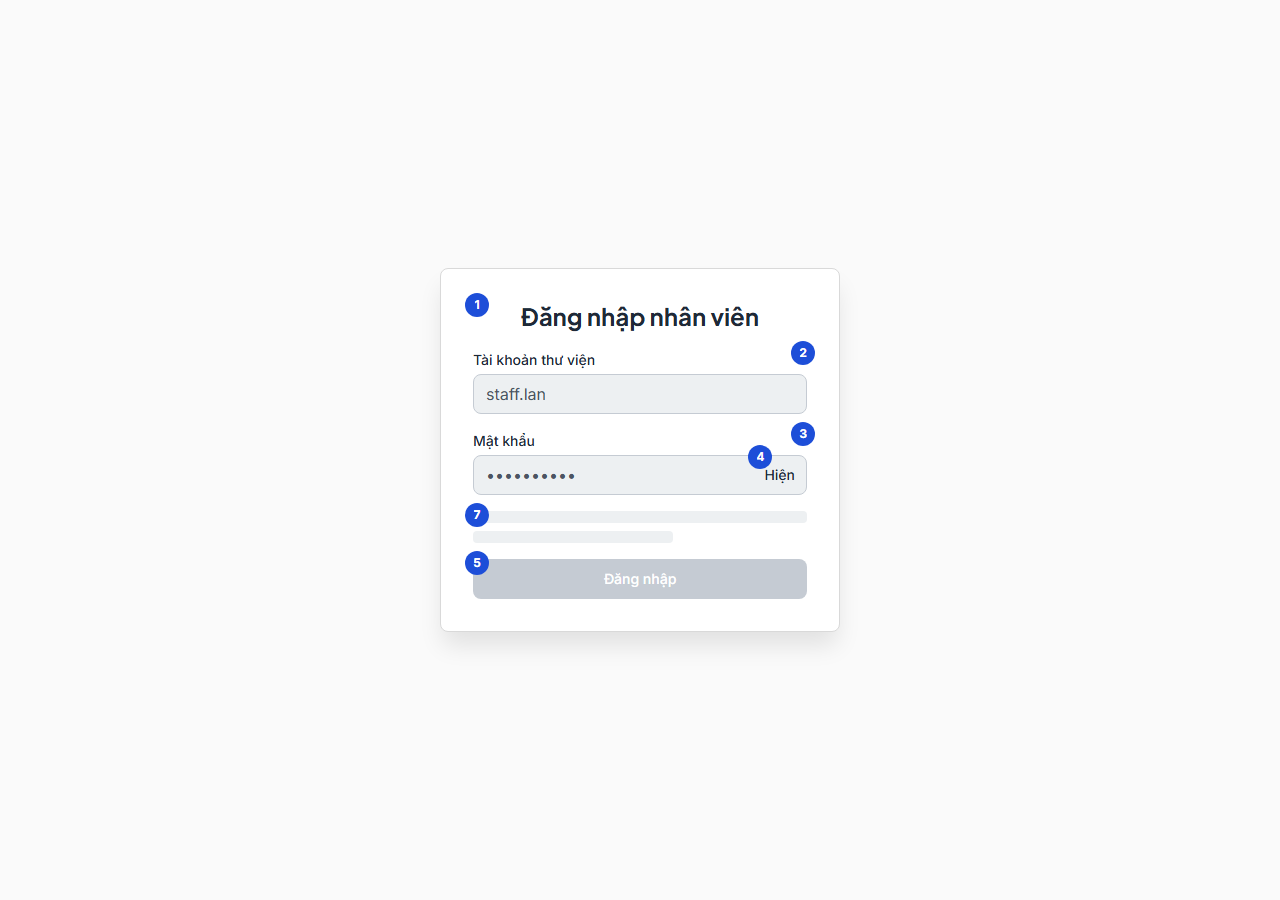 1
Đăng nhập nhân viên
Tài khoản thư viện
2
staff.lan
Mật khẩu
3
4
•••••••••• Hiện
7
5
Đăng nhập